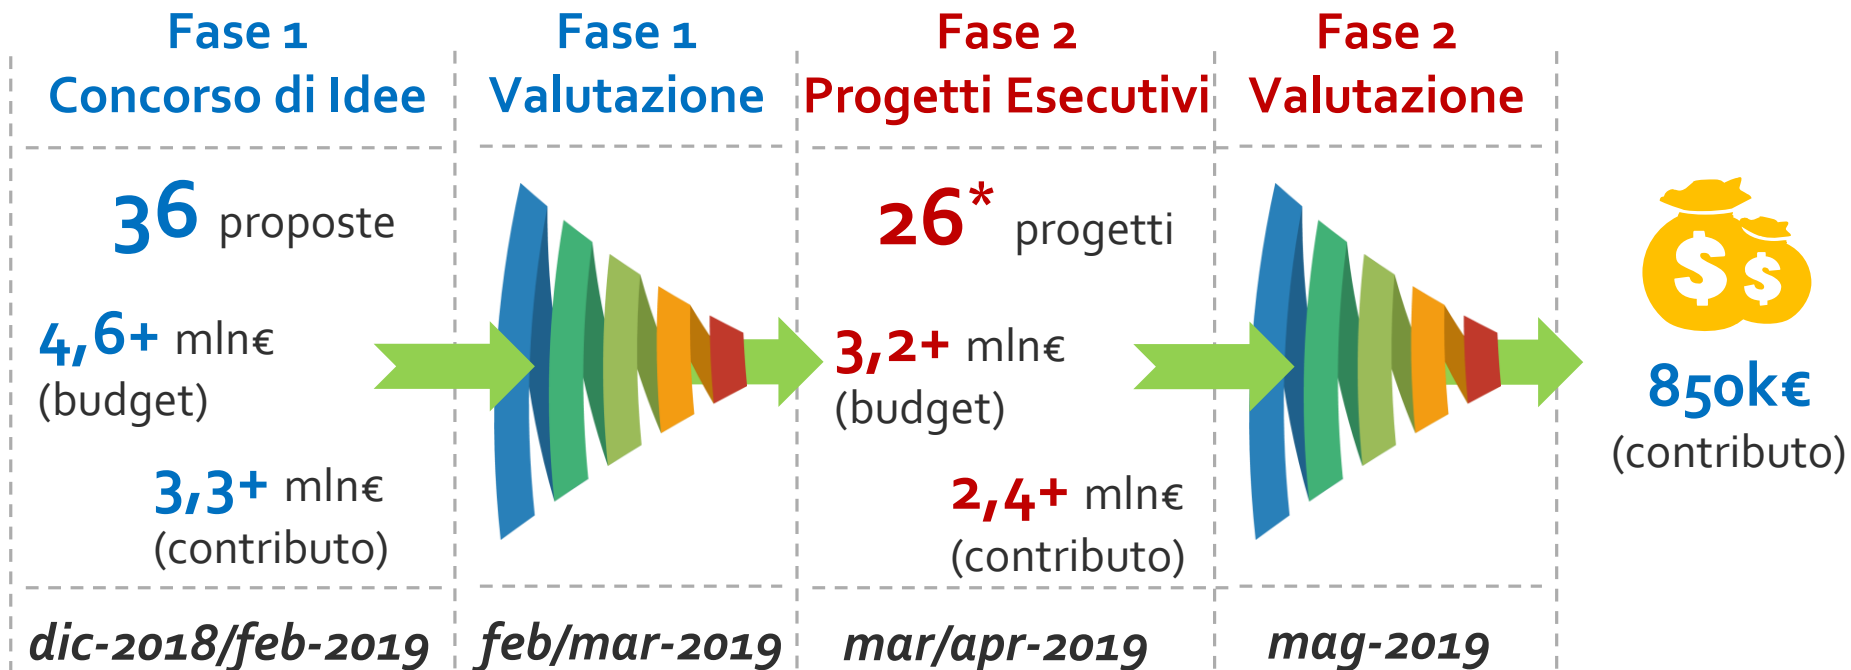 Fase 1
Concorso di Idee
36 proposte
4,6+ mln€
(budget)
3,3+ mln€
(contributo)
dic-2018/feb-2019
Fase 1
Valutazione
feb/mar-2019
Fase 2
Progetti Esecutivi
26* progetti
3,2+ mln€
(budget)
2,4+ mln€
(contributo)
mar/apr-2019
Fase 2
Valutazione
mag-2019
$ $
850k€
(contributo)